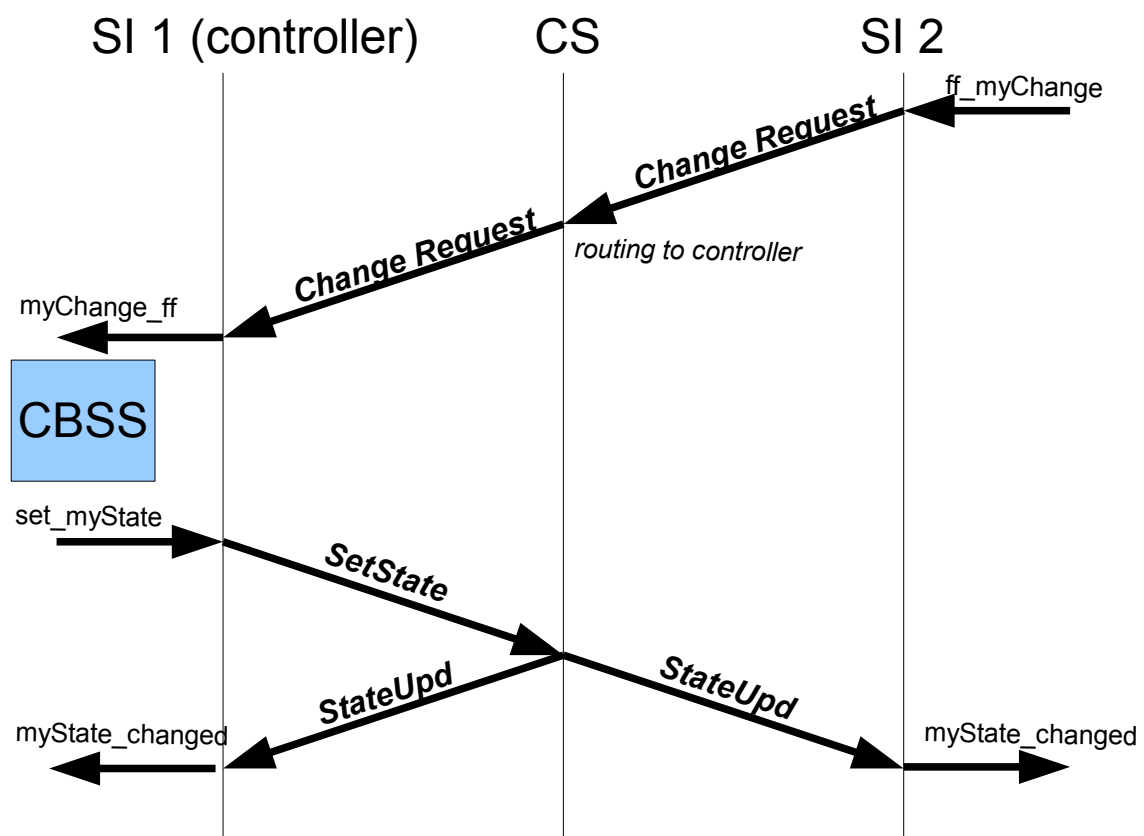 SI 1 (controller)
CS
SI 2
ff_myChange
Change Request
Change Request
routing to controller
myChange_ff
CBSS
set_myState
SetState
StateUpd
StateUpd
myState_changed
myState_changed